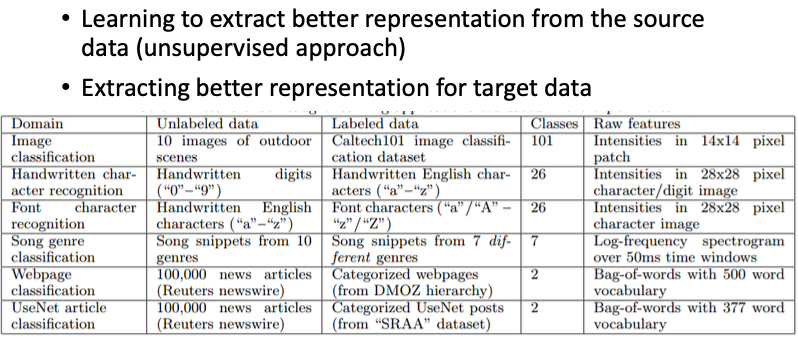 • Learning to extract better representation from the source
data (unsupervised approach)
• Extracting better representation for target data
Domain Unlabeled data Labeled data Classes Raw features
Image classification 10 images of outdoor scenes Caltech101 image classifi-cation dataset 101 Intensities in 14x14 pixel patch
Handwritten char-acter recognition Handwritten digits (“0”–“9”) Handwritten English char-acters (“a”–“z”) 26 Intensities in 28x28 pixel character/digit image
Font character recognition Handwritten English characters (“a”–“z”) Font characters (“a”/“A” – “z”/“Z”) 26 Intensities in 28x28 pixel character image
Song genre classification Song snippets from 10 genres Song snippets from 7 different genres 7 Log-frequency spectrogram over 50ms time windows
Webpage classification 100,000 news articles (Reuters newswire) Categorized webpages (from DMOZ hierarchy) 2 Bag-of-words with 500 word vocabulary
UseNet article classification 100,000 news articles (Reuters newswire) Categorized UseNet posts (from “SRAA” dataset) 2 Bag-of-words with 377 word vocabulary